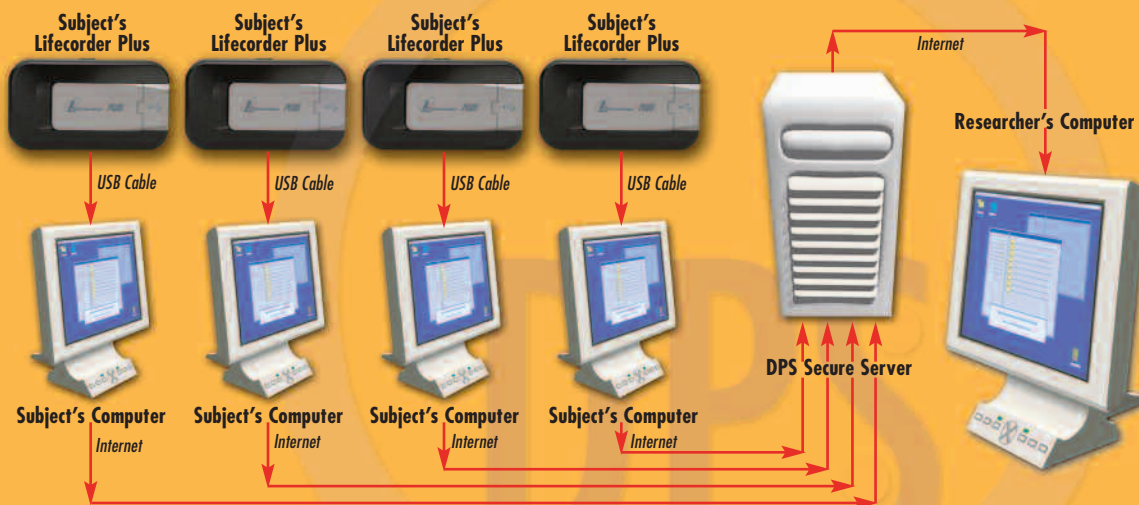 Subject's
Lifecorder Plus
Subject's
Lifecorder Plus
Subject's
Lifecorder Plus
Subject's
Lifecorder Plus
Internet
Researcher's Computer
USB Cable
USB Cable
USB Cable
USB Cable
DPS Secure Server
Subject's Computer
Subject's Computer
Subject's Computer
Subject's Computer
Internet
Internet
Internet
Internet
DPS